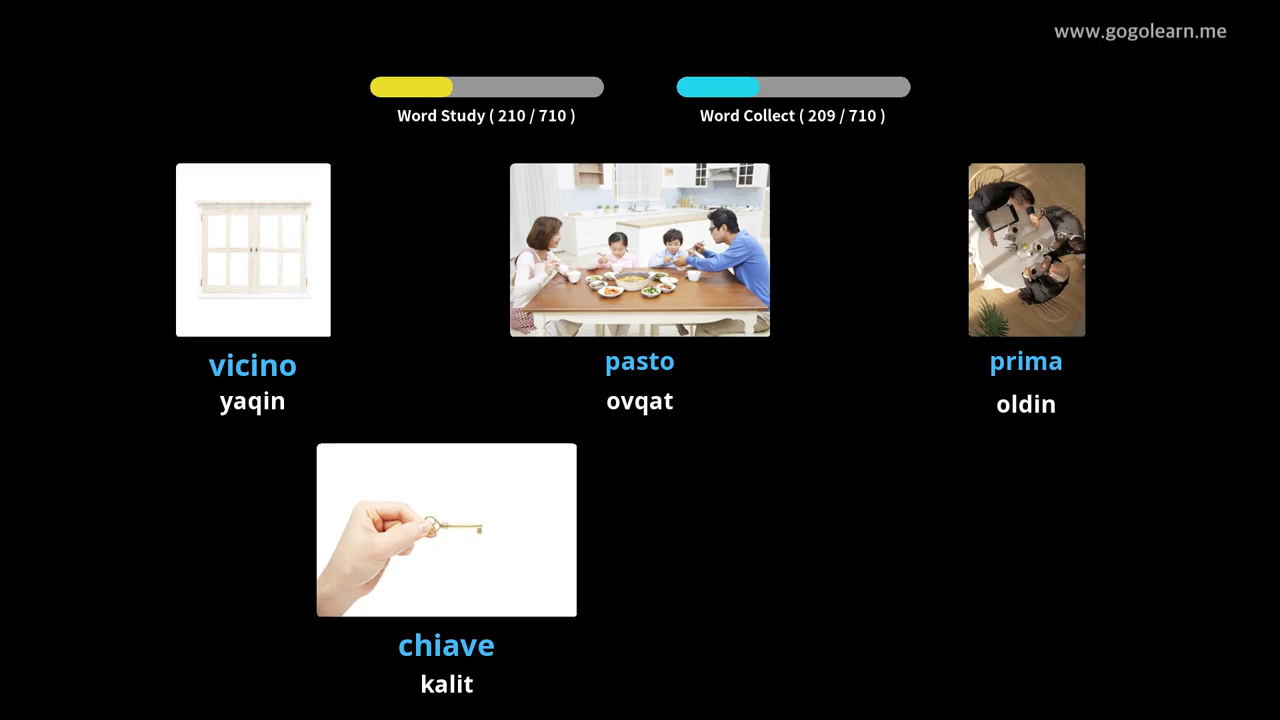 www.gogolearn.me
Word Study ( 210 / 710 )
Word Collect ( 209 / 710 )
vicino
yaqin
pasto
ovqat
prima
oldin
chiave
kalit